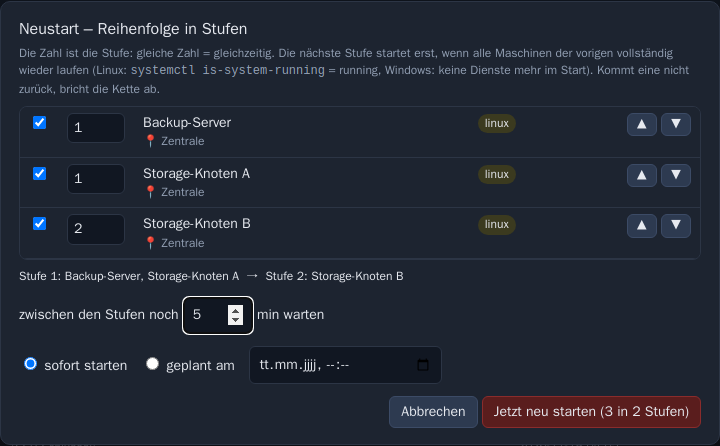 Neustart – Reihenfolge in Stufen
Die Zahl ist die Stufe: gleiche Zahl = gleichzeitig. Die nächste Stufe startet erst, wenn alle Maschinen der vorigen vollständig
wieder laufen (Linux: systemctl is-system-running = running, Windows: keine Dienste mehr im Start). Kommt eine nicht
zurück, bricht die Kette ab.
1 Backup-Server linux ▲ ▼
📍 Zentrale
1 Storage-Knoten A linux ▲ ▼
📍 Zentrale
2 Storage-Knoten B linux ▲ ▼
📍 Zentrale
Stufe 1: Backup-Server, Storage-Knoten A → Stufe 2: Storage-Knoten B
zwischen den Stufen noch 5 min warten
sofort starten geplant am tt.mm.jjjj, --:--
Abbrechen Jetzt neu starten (3 in 2 Stufen)